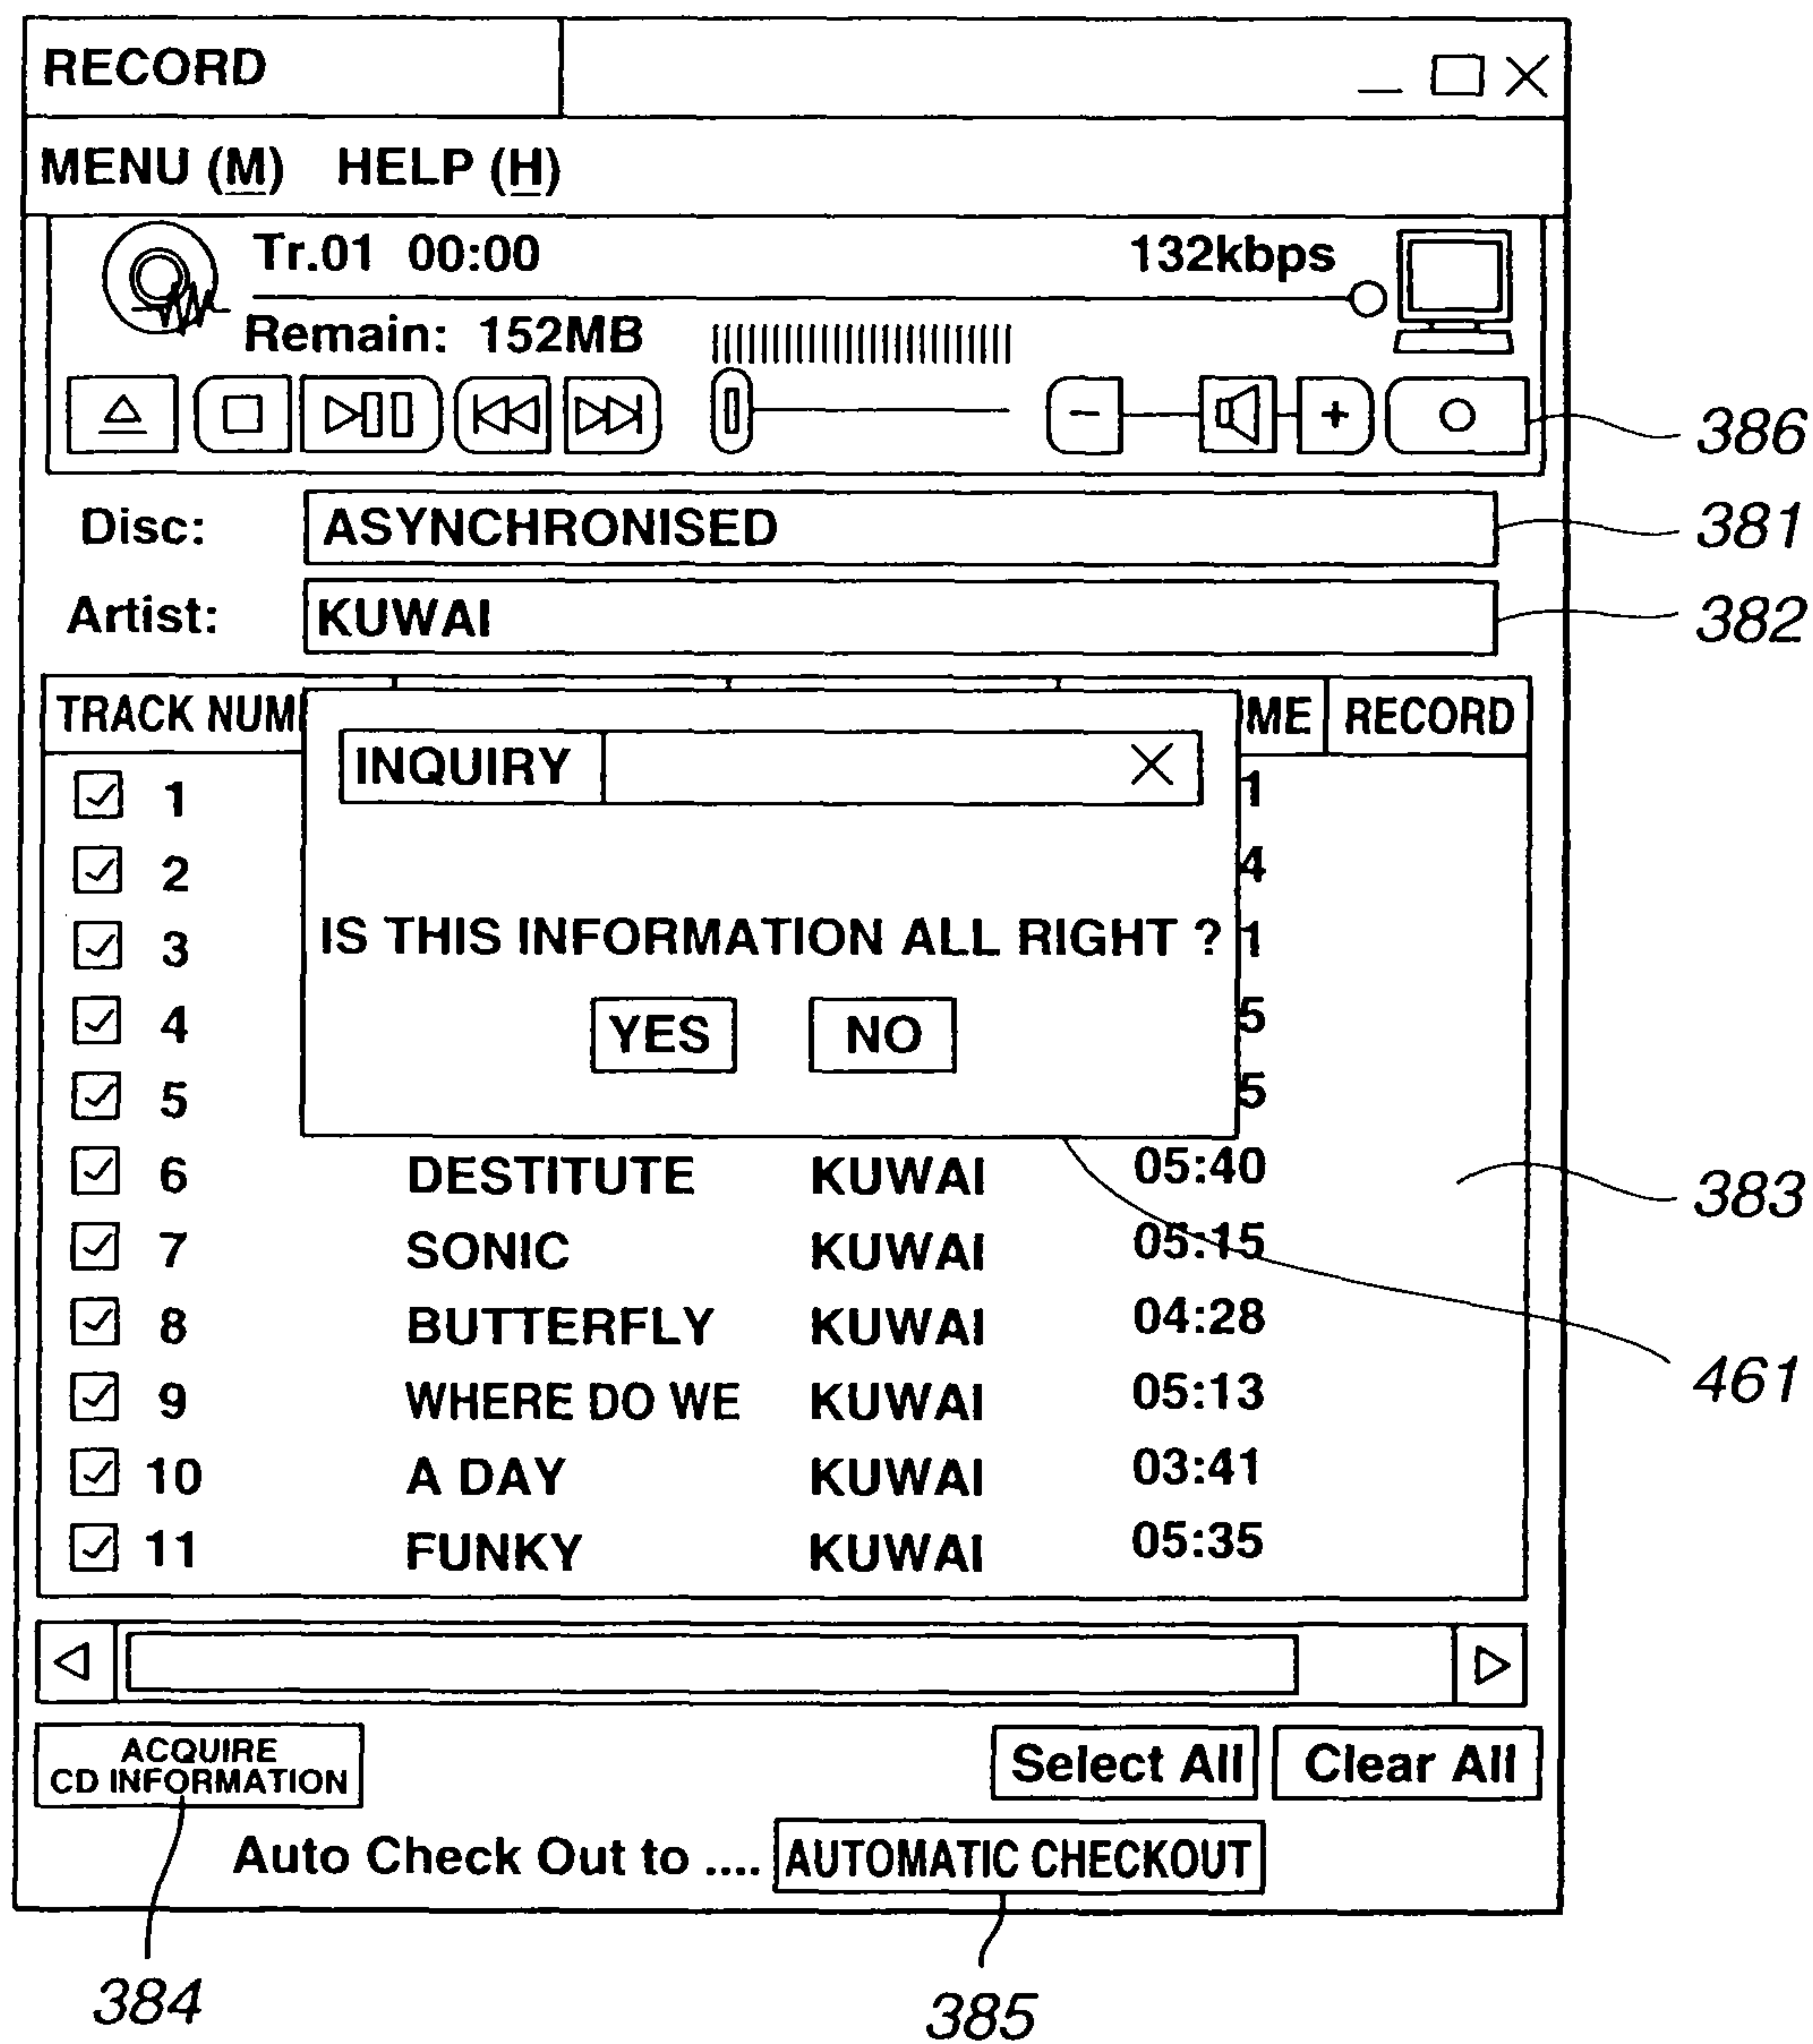 RECORD
MENU (M) HELP (H)
Tr.01 00:00 132kbps
Remain: 152MB
- +
386
Disc: ASYNCHRONISED
381
Artist: KUWAI
382
TRACK NUM ME RECORD
INQUIRY
1 1
2 4
3 IS THIS INFORMATION ALL RIGHT ? 1
4 5
YES NO
5 5
6 DESTITUTE KUWAI 05:40
383
7 SONIC KUWAI 05:15
8 BUTTERFLY KUWAI 04:28
461
9 WHERE DO WE KUWAI 05:13
10 A DAY KUWAI 03:41
11 FUNKY KUWAI 05:35
ACQUIRE
CD INFORMATION
Select All Clear All
Auto Check Out to .... AUTOMATIC CHECKOUT
384
385